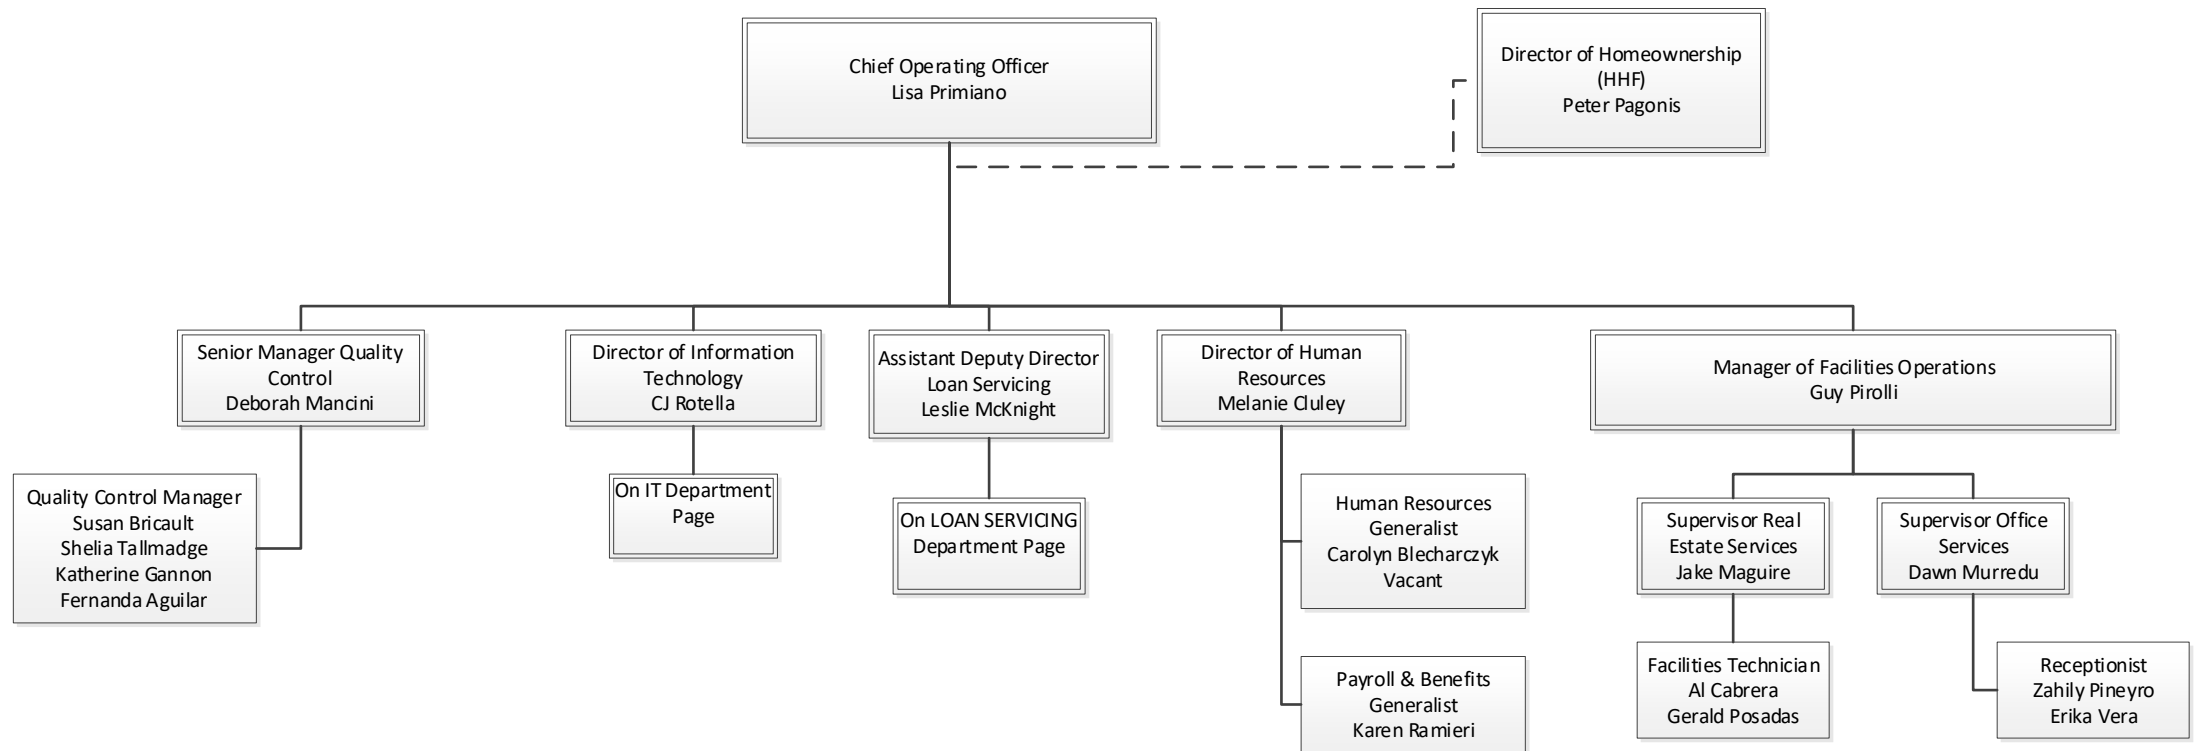 Chief Operating Officer
Lisa Primiano
Director of Homeownership
(HHF)
Peter Pagonis
Senior Manager Quality
Control
Deborah Mancini
Director of Information
Technology
CJ Rotella
Assistant Deputy Director
Loan Servicing
Leslie McKnight
Director of Human
Resources
Melanie Cluley
Manager of Facilities Operations
Guy Pirolli
Quality Control Manager
Susan Bricault
Shelia Tallmadge
Katherine Gannon
Fernanda Aguilar
On IT Department
Page
On LOAN SERVICING
Department Page
Human Resources
Generalist
Carolyn Blecharczyk
Vacant
Payroll & Benefits
Generalist
Karen Ramieri
Supervisor Real
Estate Services
Jake Maguire
Supervisor Office
Services
Dawn Murredu
Facilities Technician
Al Cabrera
Gerald Posadas
Receptionist
Zahily Pineyro
Erika Vera